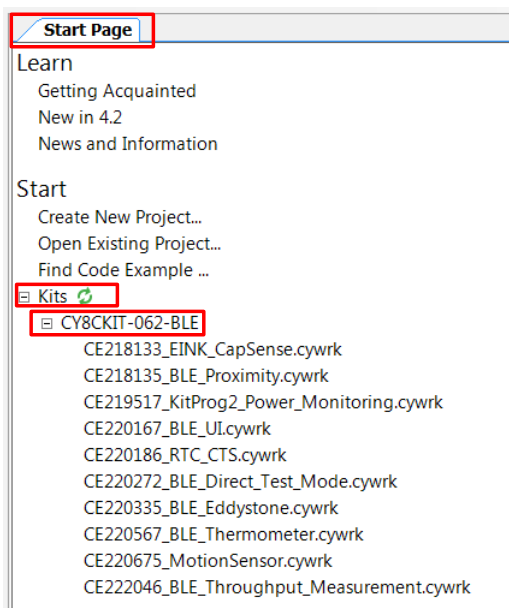 Start Page
Learn
Getting Acquainted
New in 4.2
News and Information
Start
Create New Project...
Open Existing Project...
Find Code Example ...
Kits
CY8CKIT-062-BLE
CE218133_EINK_CapSense.cywrk
CE218135_BLE_Proximity.cywrk
CE219517_KitProg2_Power_Monitoring.cywrk
CE220167_BLE_UI.cywrk
CE220186_RTC_CTS.cywrk
CE220272_BLE_Direct_Test_Mode.cywrk
CE220335_BLE_Eddystone.cywrk
CE220567_BLE_Thermometer.cywrk
CE220675_MotionSensor.cywrk
CE222046_BLE_Throughput_Measurement.cywrk